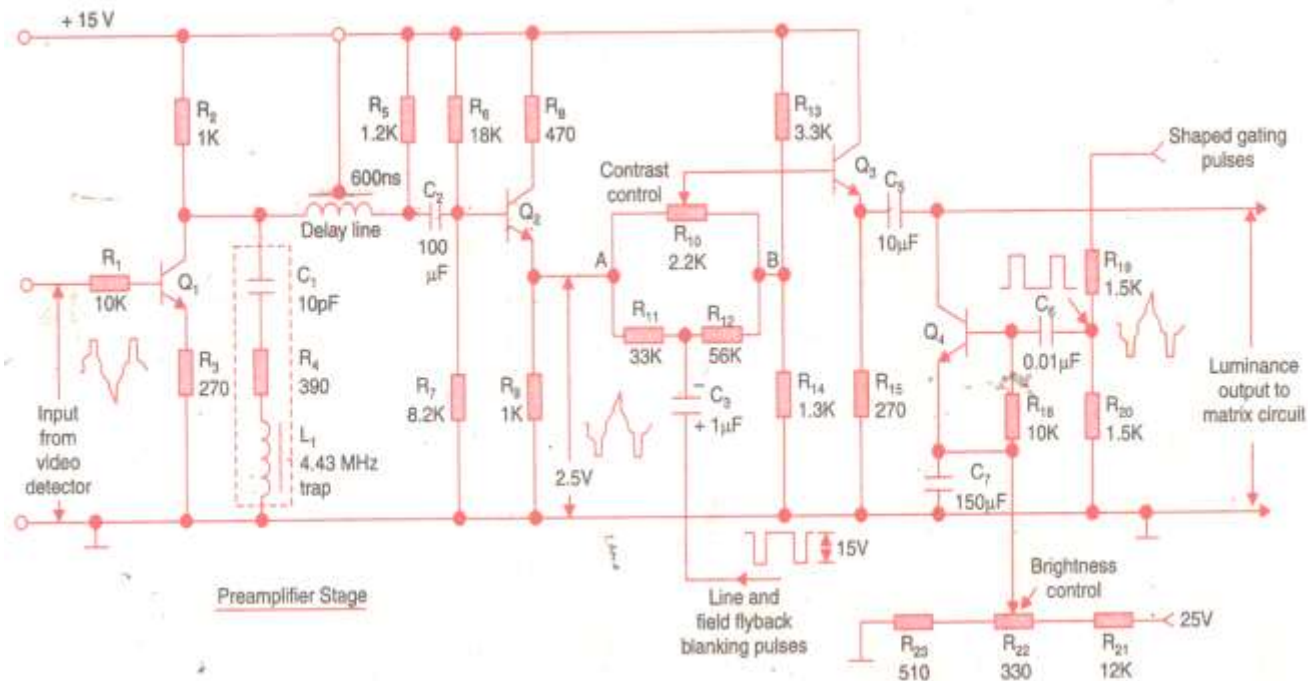 + 15 V
R2
1K
R5
1.2K
R6
18K
R8
470
R13
3.3K
Shaped gating
pulses
600ns
Delay line
C2
100
μF
Q2
Contrast
control
Q3
C5
10μF
R1
10K
Q1
C1
10pF
A
R10
2.2K
B
R19
1.5K
R11
33K
R12
56K
Q4
C6
0.01μF
R3
270
R4
390
R7
8.2K
R9
1K
C3
1μF
−
+
R14
1.3K
R15
270
R18
10K
R20
1.5K
Luminance
output to
matrix circuit
Input
from
video
detector
L1
4.43 MHz
trap
2.5V
C7
150μF
15V
Preamplifier Stage
Line and
field flyback
blanking pulses
Brightness
control
25V
R23
510
R22
330
R21
12K